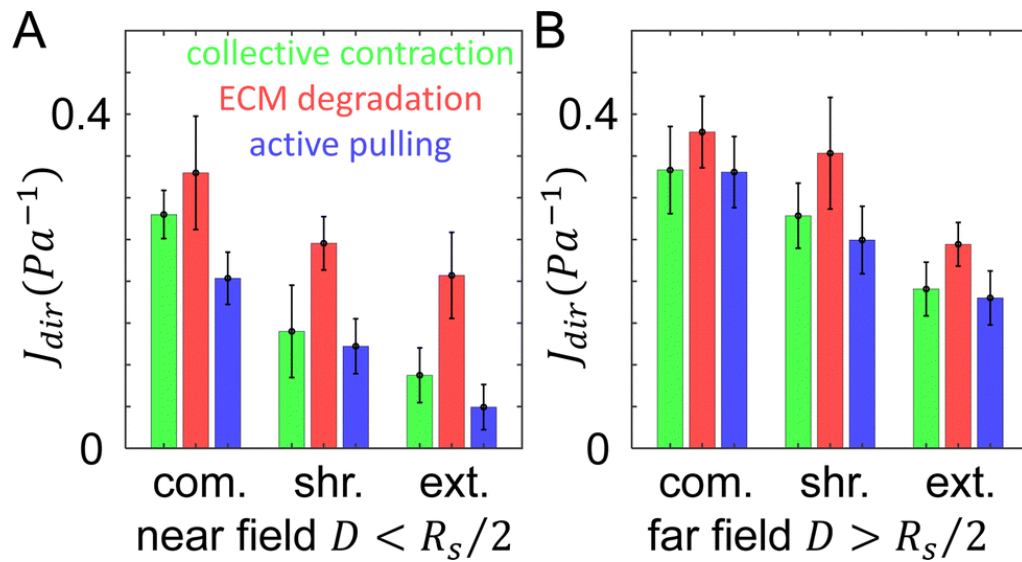 A
collective contraction
ECM degradation
active pulling
0.4
J_dir(Pa⁻¹)
0
com. shr. ext.
near field D < R_s/2
B
0.4
J_dir(Pa⁻¹)
0
com. shr. ext.
far field D > R_s/2